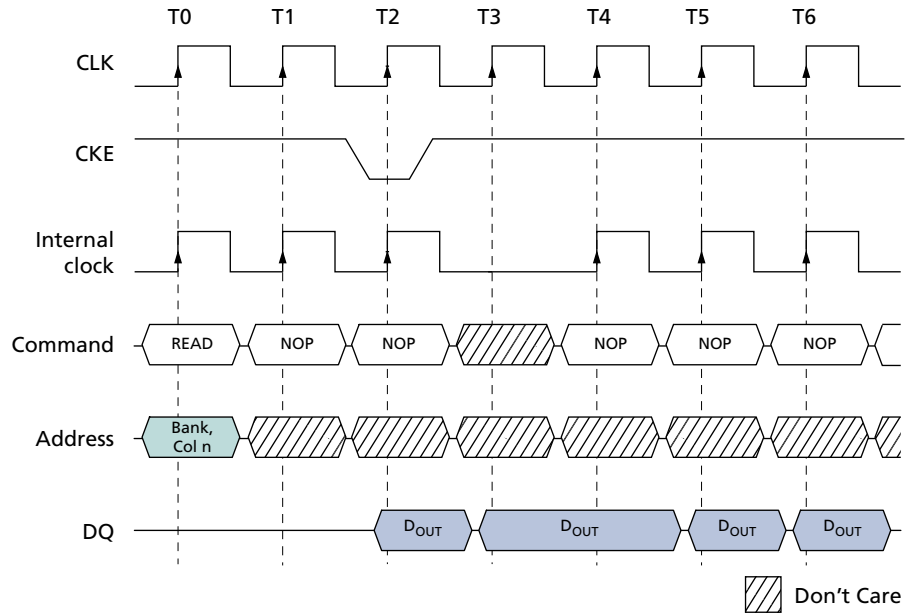 T0 T1 T2 T3 T4 T5 T6
CLK
CKE
Internal
clock
Command READ NOP NOP NOP NOP NOP
Address Bank,
Col n
DQ DOUT DOUT DOUT DOUT
Don't Care